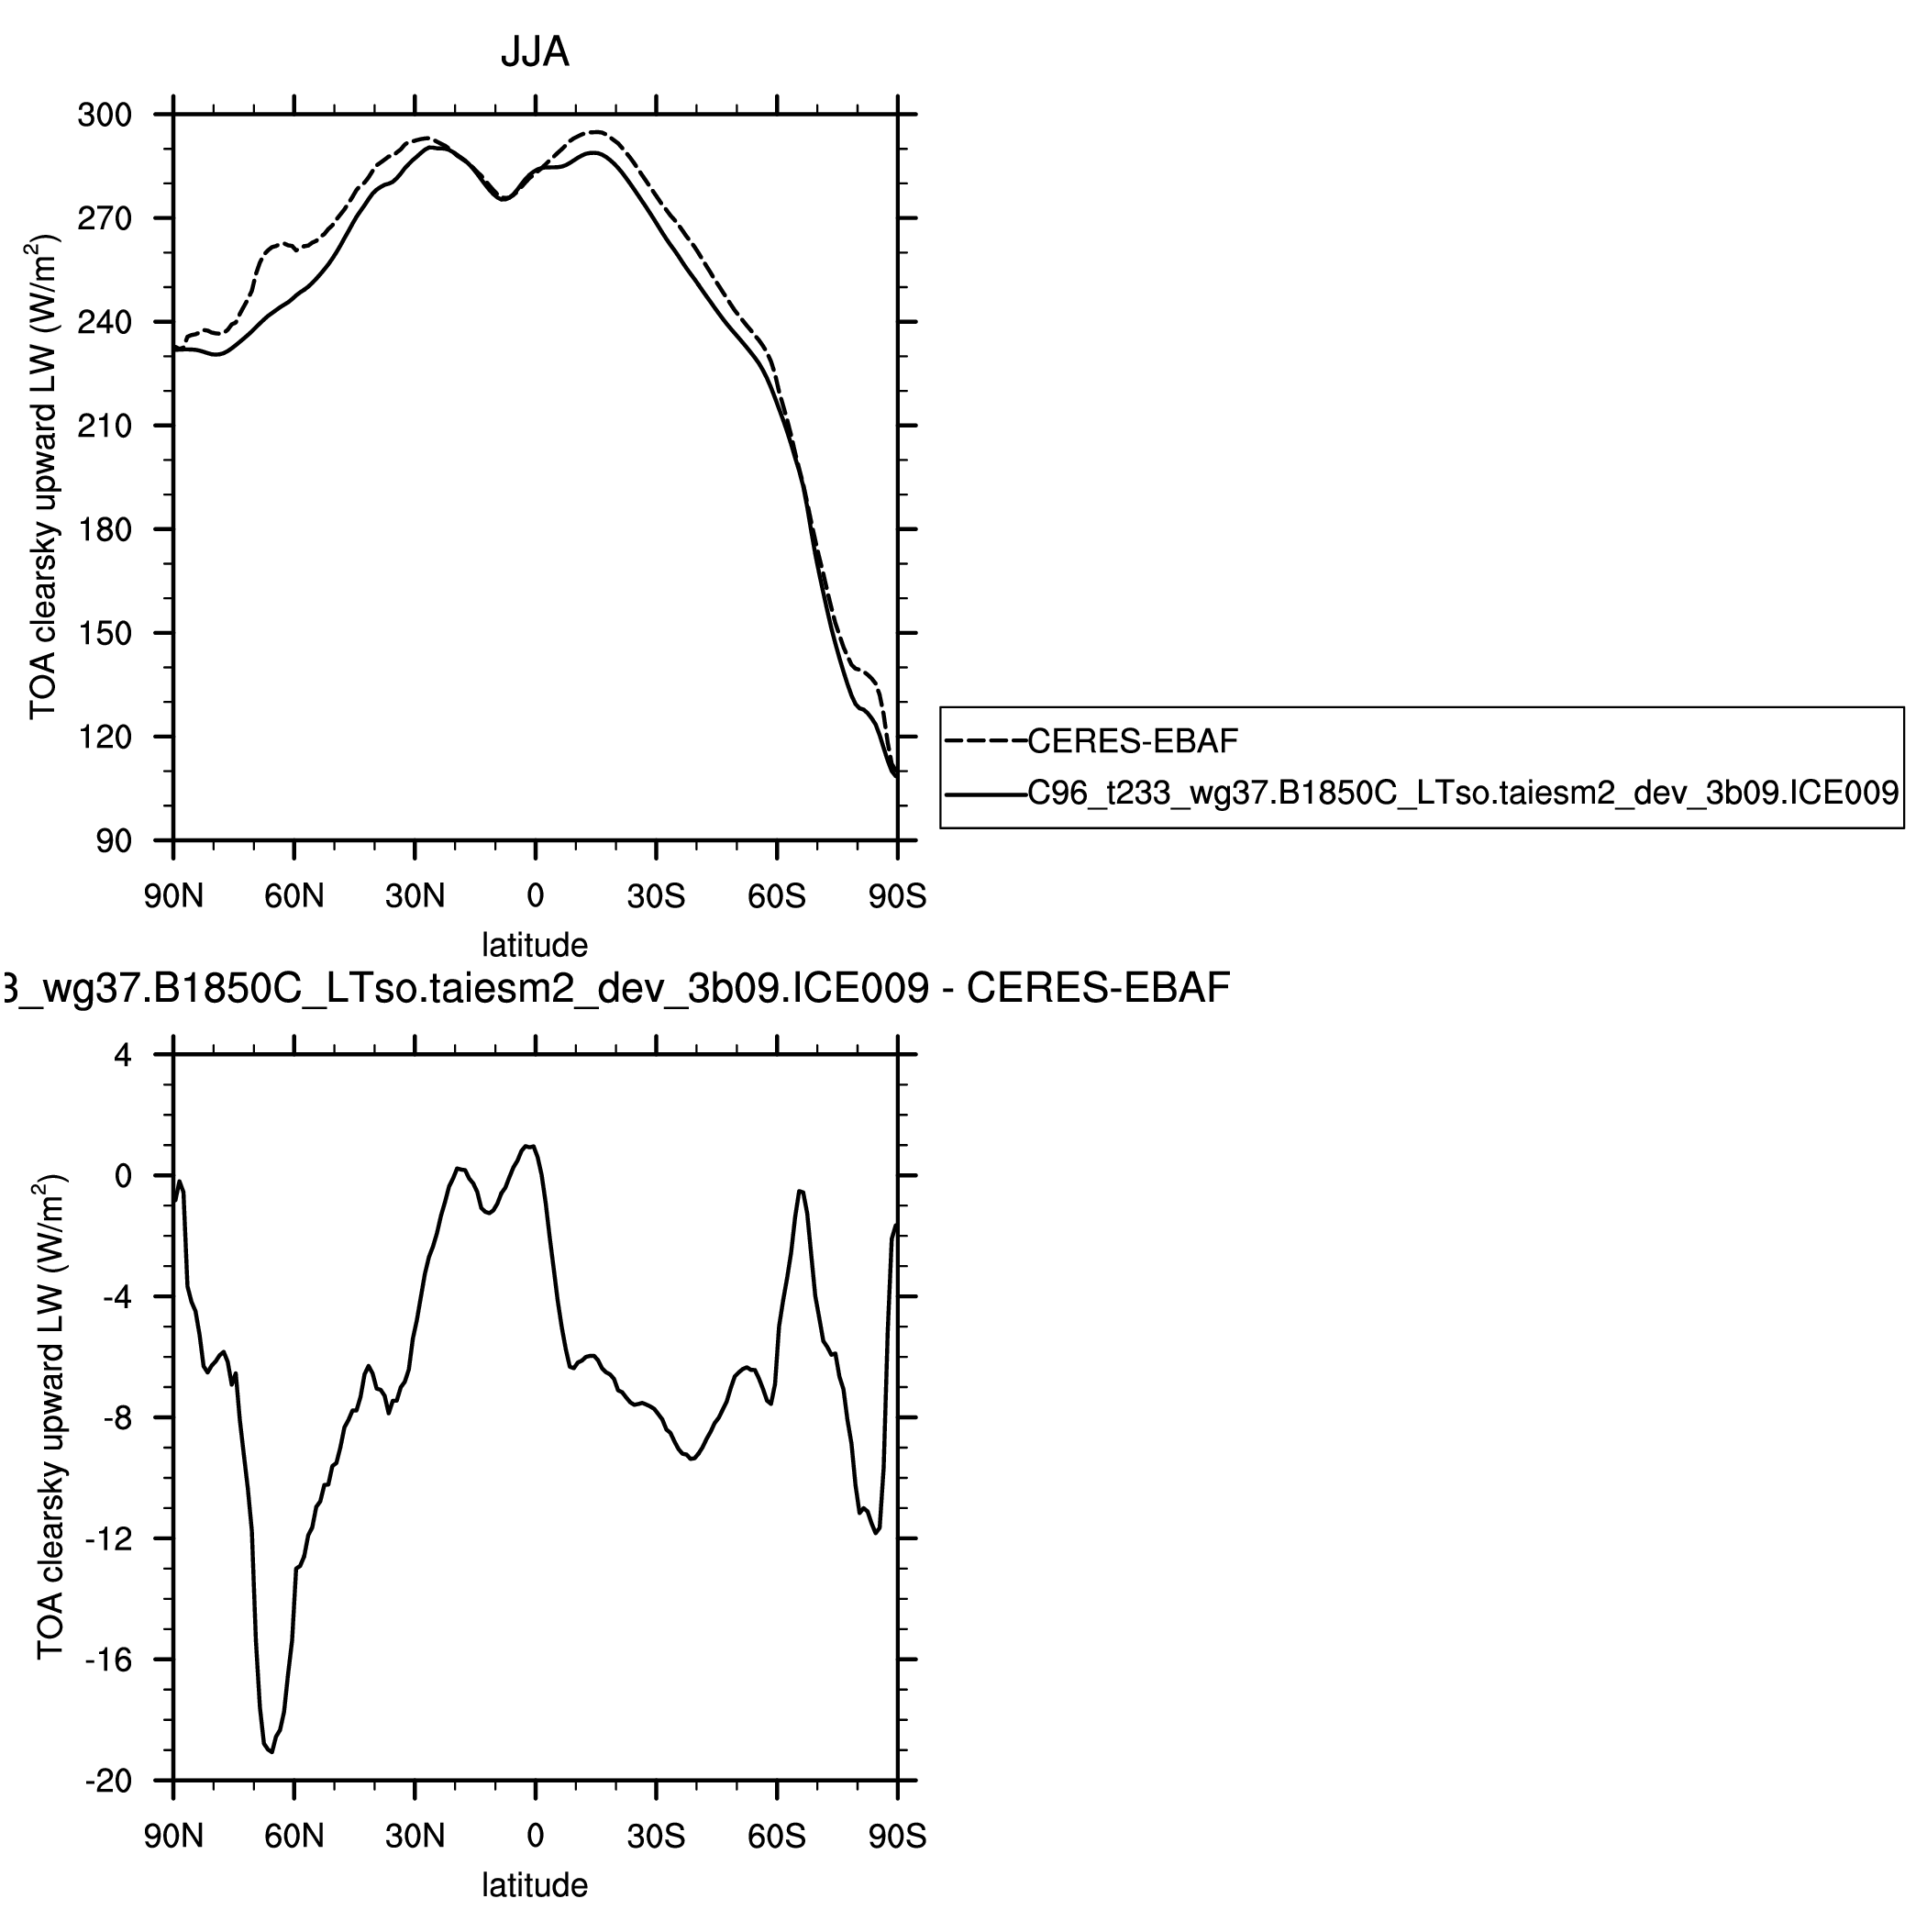 JJA
TOA clearsky upward LW (W/m²)
300
270
240
210
180
150
120
90
90N 60N 30N 0 30S 60S 90S
latitude
CERES-EBAF
C96_t233_wg37.B1850C_LTso.taiesm2_dev_3b09.ICE009
3_wg37.B1850C_LTso.taiesm2_dev_3b09.ICE009 - CERES-EBAF
TOA clearsky upward LW (W/m²)
4
0
-4
-8
-12
-16
-20
90N 60N 30N 0 30S 60S 90S
latitude